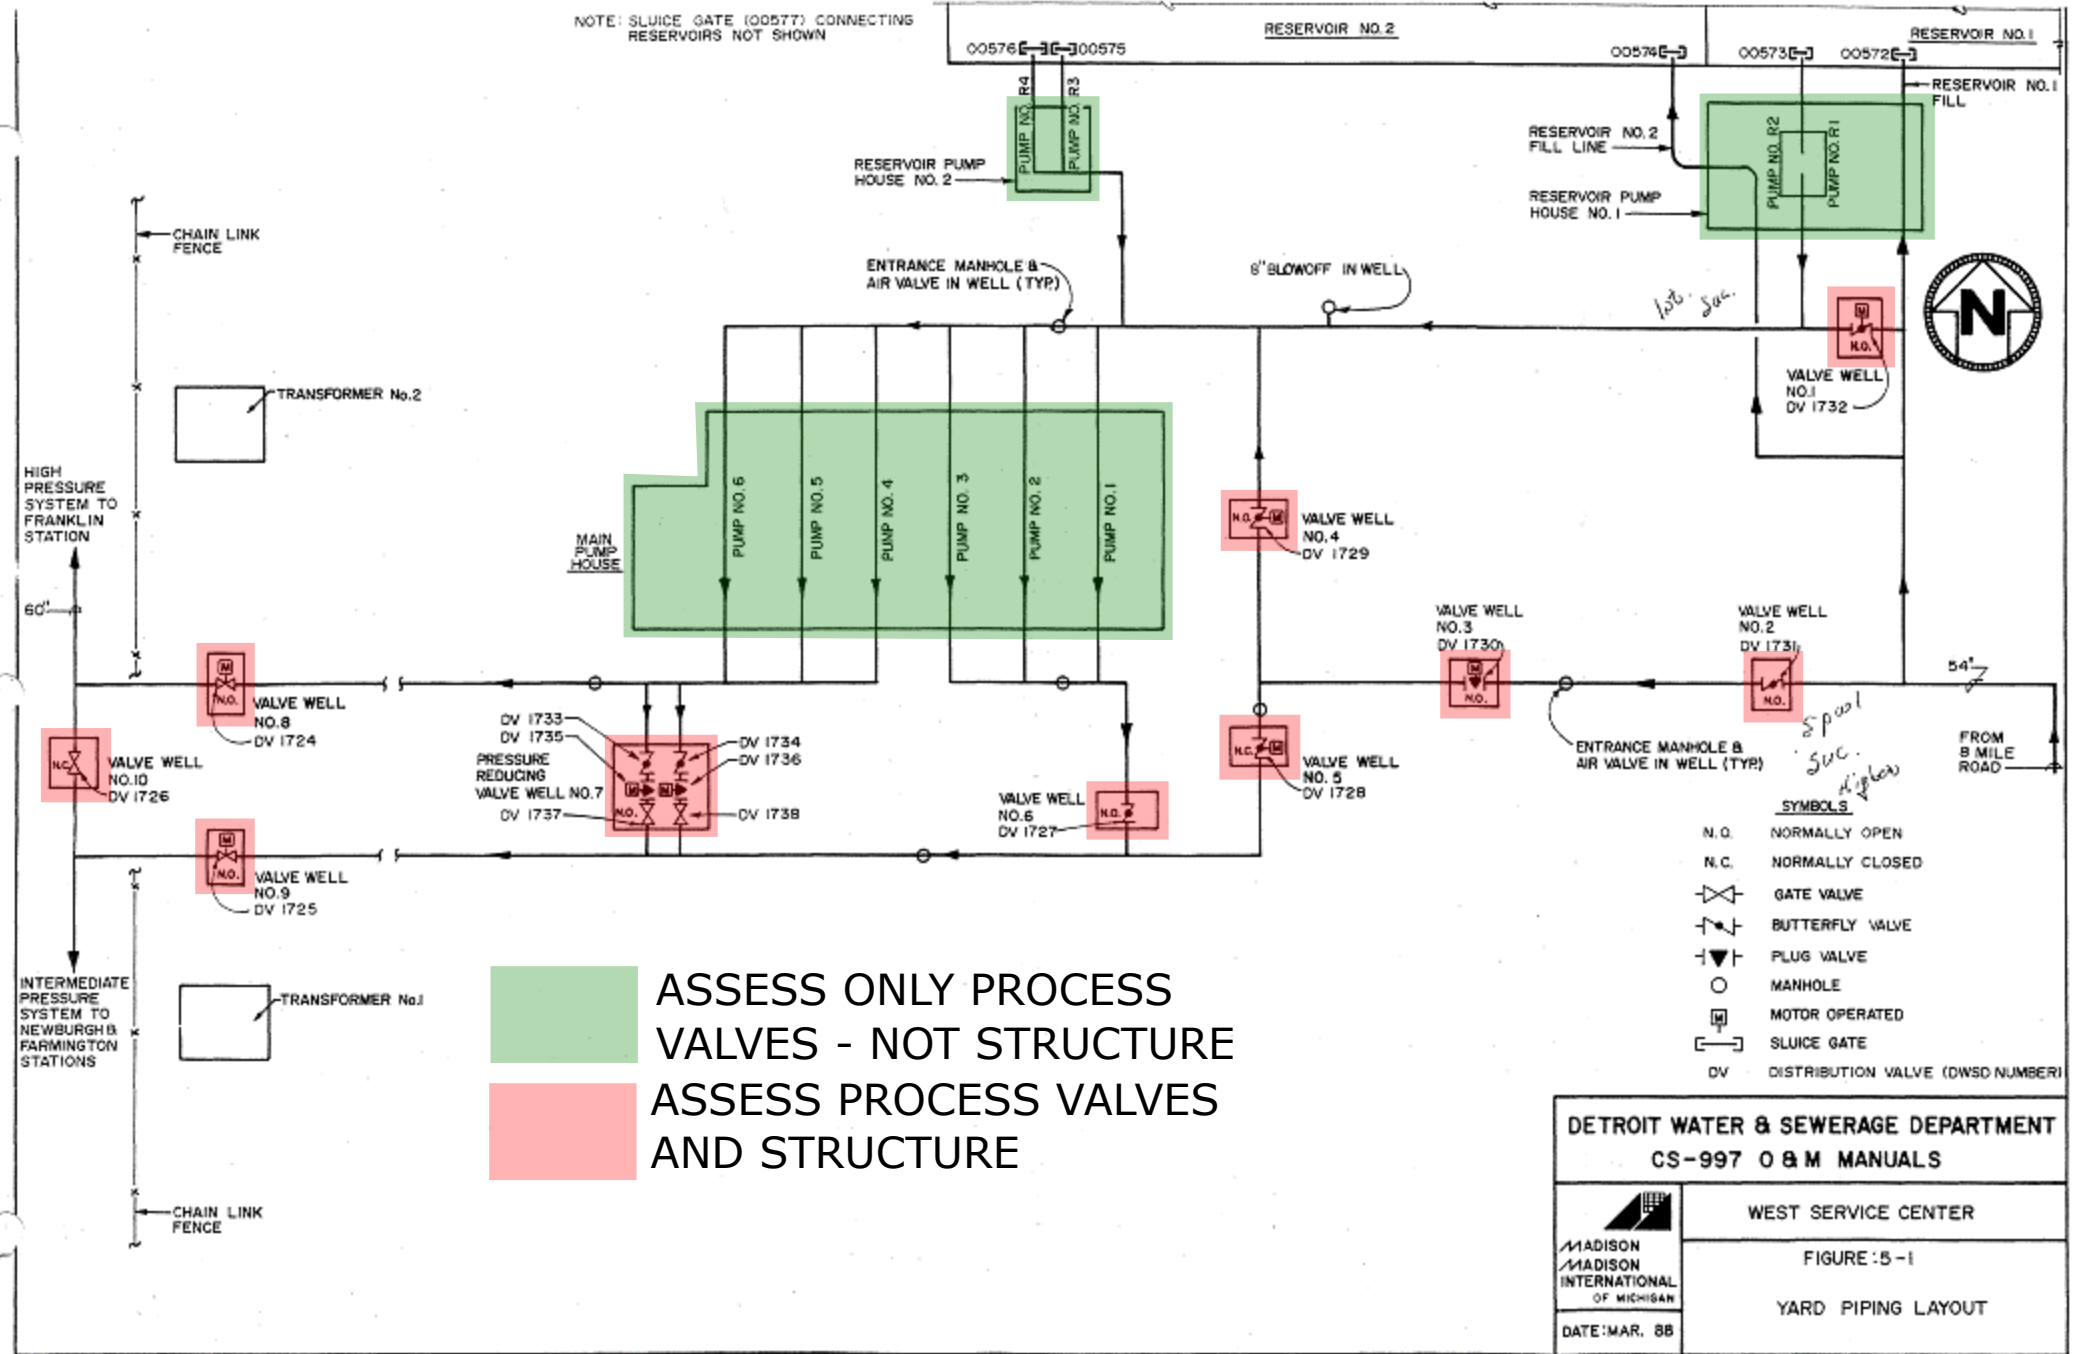 NOTE: SLUICE GATE (00577) CONNECTING
RESERVOIRS NOT SHOWN
RESERVOIR NO.2
RESERVOIR NO.1
00576
00575
00574
00573
00572
PUMP NO. R4
PUMP NO. R3
RESERVOIR NO.1
FILL
RESERVOIR NO.2
FILL LINE
PUMP NO. R2
PUMP NO. R1
RESERVOIR PUMP
HOUSE NO.2
RESERVOIR PUMP
HOUSE NO.1
CHAIN LINK
FENCE
ENTRANCE MANHOLE &
AIR VALVE IN WELL (TYP.)
8" BLOWOFF IN WELL
N
M
N.O.
VALVE WELL
NO.1
DV 1732
TRANSFORMER No.2
HIGH
PRESSURE
SYSTEM TO
FRANKLIN
STATION
MAIN
PUMP
HOUSE
PUMP NO.6
PUMP NO.5
PUMP NO.4
PUMP NO.3
PUMP NO.2
PUMP NO.1
N.O.
M
VALVE WELL
NO.4
DV 1729
60"
VALVE WELL
NO.3
DV 1730
M
N.O.
VALVE WELL
NO.2
DV 1731
N.O.
54"
M
N.O.
VALVE WELL
NO.8
DV 1724
DV 1733
DV 1735
PRESSURE
REDUCING
VALVE WELL NO.7
DV 1737
M
M
N.O.
DV 1734
DV 1736
DV 1738
N.C.
VALVE WELL
NO.10
DV 1726
VALVE WELL
NO.6
DV 1727
N.O.
N.C.
M
VALVE WELL
NO.5
DV 1728
ENTRANCE MANHOLE &
AIR VALVE IN WELL (TYP)
Spool
Suc.
Higher
FROM
8 MILE
ROAD
M
N.O.
VALVE WELL
NO.9
DV 1725
SYMBOLS
N.O. NORMALLY OPEN
N.C. NORMALLY CLOSED
GATE VALVE
BUTTERFLY VALVE
PLUG VALVE
MANHOLE
M MOTOR OPERATED
SLUICE GATE
DV DISTRIBUTION VALVE (DWSD NUMBER)
INTERMEDIATE
PRESSURE
SYSTEM TO
NEWBURGH &
FARMINGTON
STATIONS
TRANSFORMER No.1
CHAIN LINK
FENCE
ASSESS ONLY PROCESS
VALVES - NOT STRUCTURE
ASSESS PROCESS VALVES
AND STRUCTURE
DETROIT WATER & SEWERAGE DEPARTMENT
CS-997 O & M MANUALS
MADISON
MADISON
INTERNATIONAL
OF MICHIGAN
DATE: MAR. 88
WEST SERVICE CENTER
FIGURE: 5-1
YARD PIPING LAYOUT